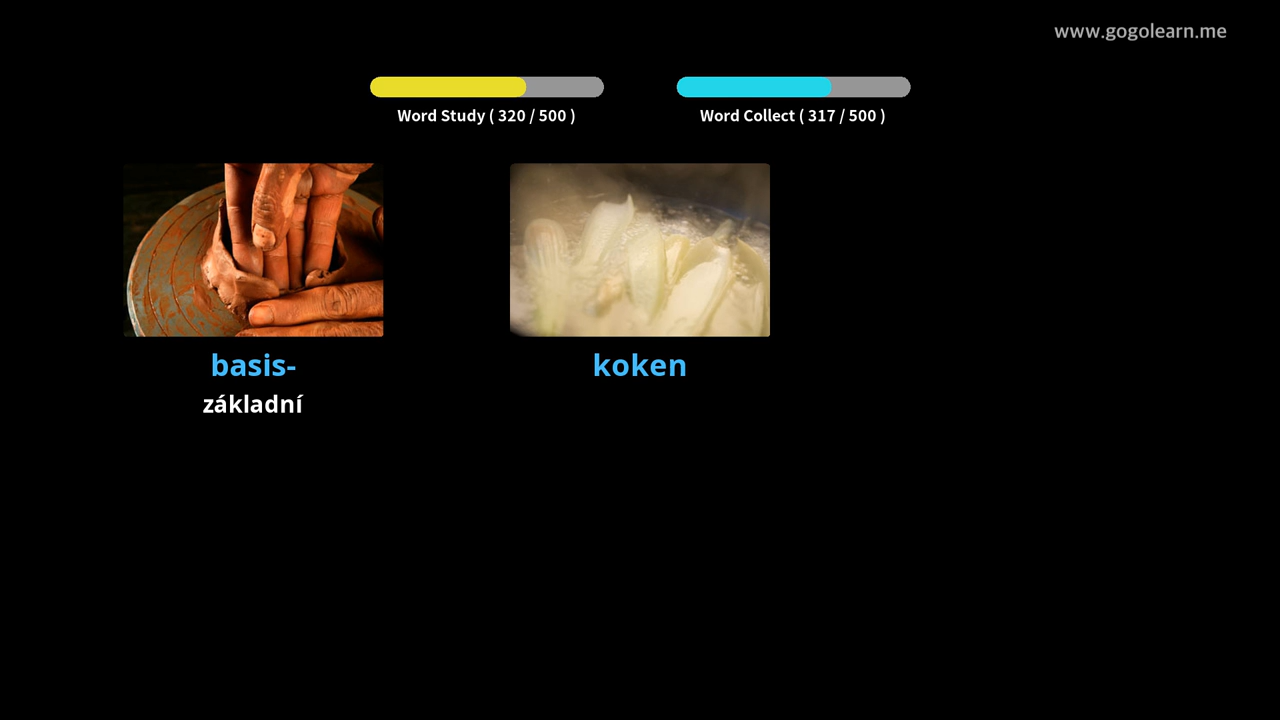 www.gogolearn.me
Word Study ( 320 / 500 )
Word Collect ( 317 / 500 )
basis-
koken
základní